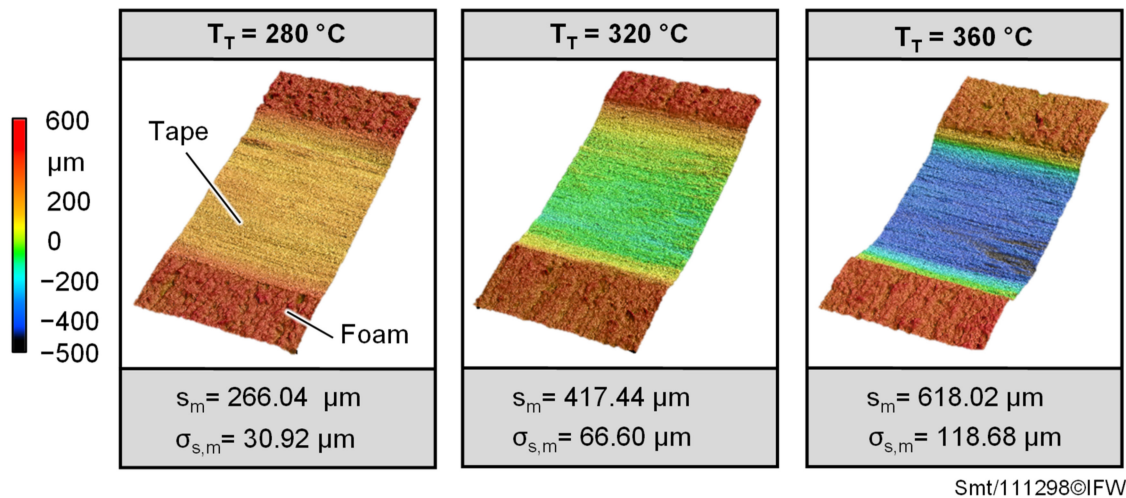 T_T = 280 °C
T_T = 320 °C
T_T = 360 °C
600
µm
200
0
−200
−400
−500
Tape
Foam
s_m= 266.04 µm
σ_s,m= 30.92 µm
s_m= 417.44 µm
σ_s,m= 66.60 µm
s_m= 618.02 µm
σ_s,m= 118.68 µm
Smt/111298©IFW